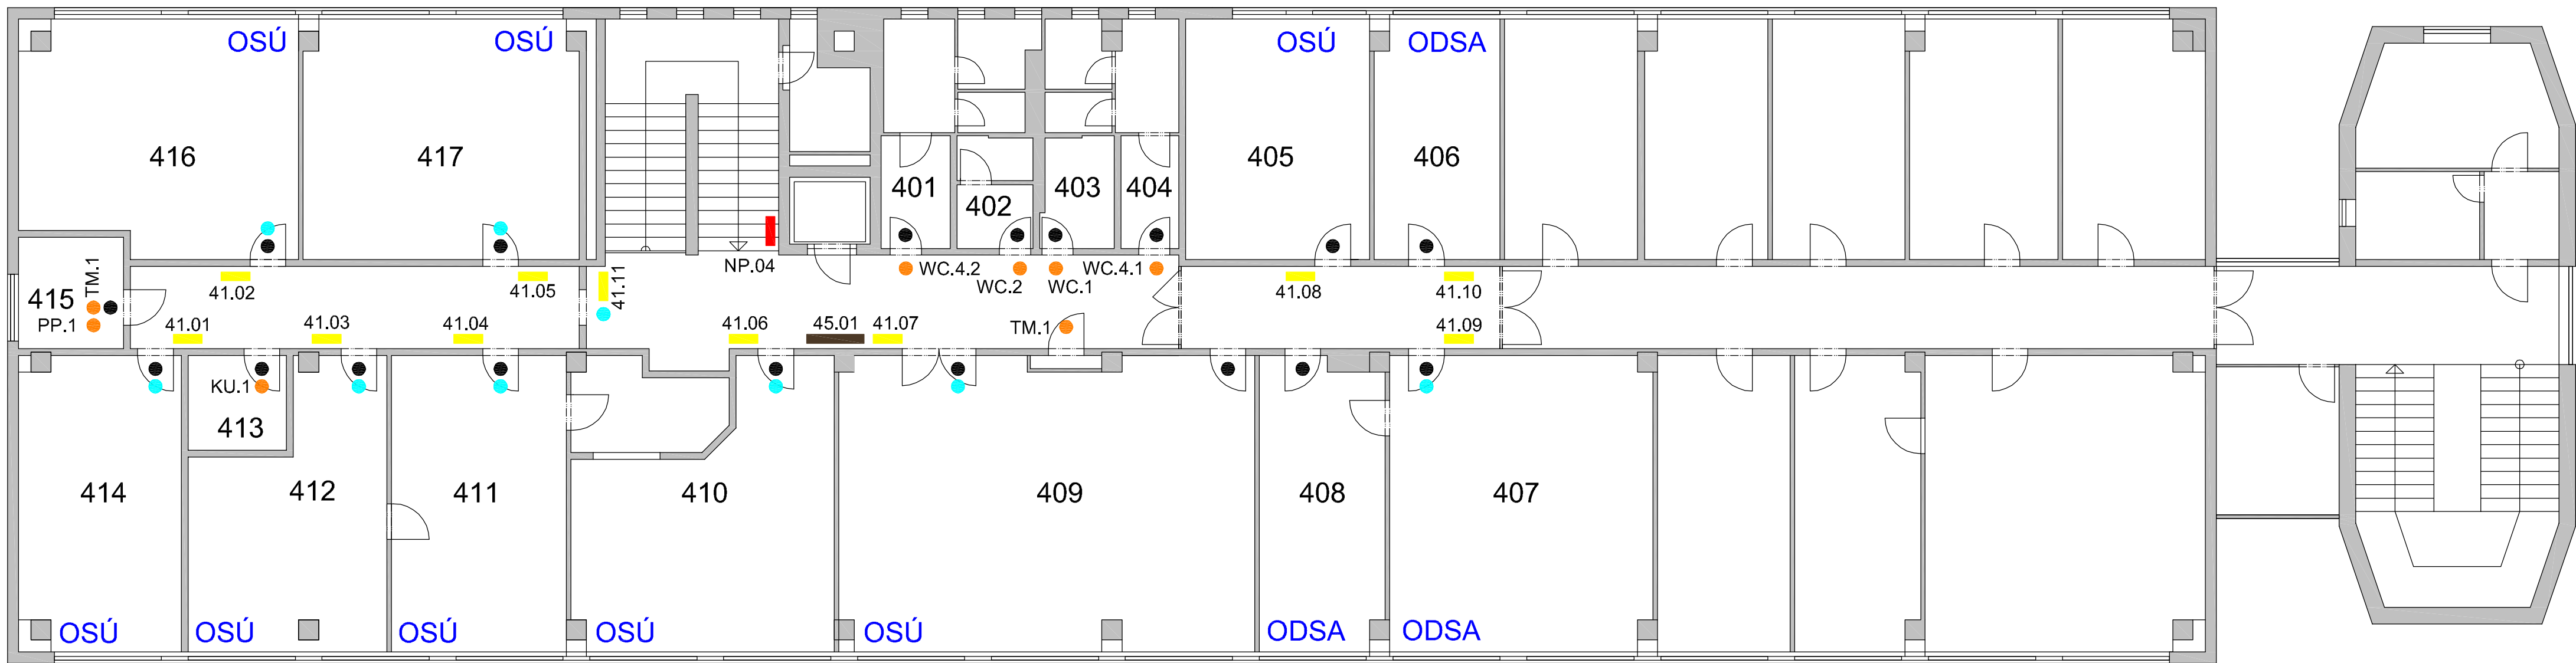 OSÚ
OSÚ
OSÚ
ODSA
416
417
405
406
401
402
403
404
415
TM.1
PP.1
41.02
41.05
41.11
NP.04
WC.4.2
WC.2
WC.1
WC.4.1
41.08
41.10
41.01
41.03
41.04
41.06
45.01
41.07
TM.1
41.09
KU.1
413
414
412
411
410
409
408
407
OSÚ
OSÚ
OSÚ
OSÚ
OSÚ
ODSA
ODSA